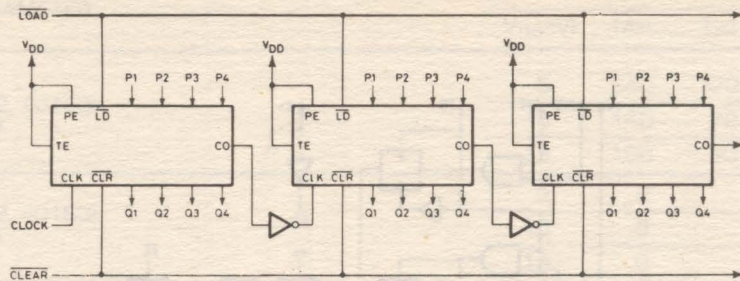 LOAD
VDD VDD VDD
P1 P2 P3 P4 P1 P2 P3 P4 P1 P2 P3 P4
PE LD PE LD PE LD
TE CO TE CO TE CO
CLK CLR CLK CLR CLK CLR
CLOCK Q1 Q2 Q3 Q4 Q1 Q2 Q3 Q4 Q1 Q2 Q3 Q4
CLEAR